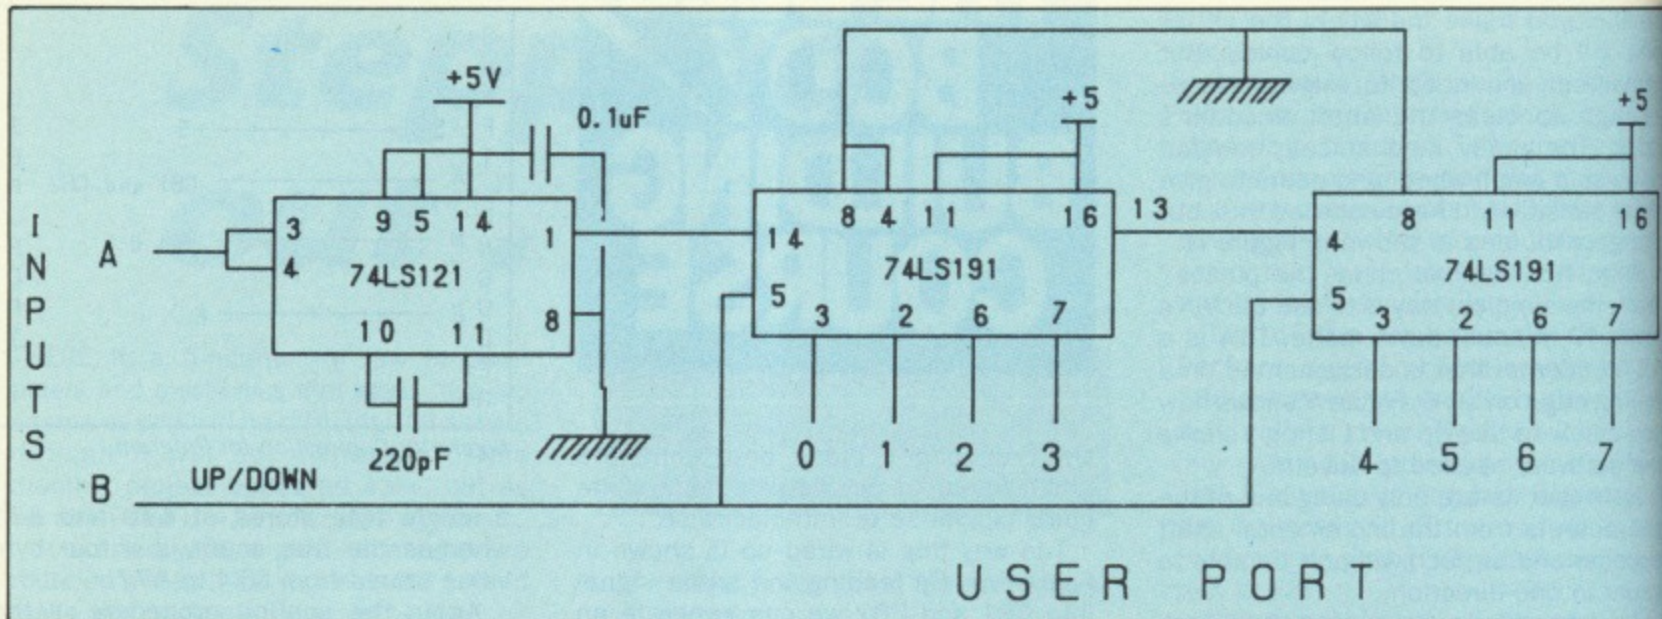 +5V
0.1uF
+5
+5
INPUTS
A
3
4
9 5 14
1
8
74LS121
10 11
220pF
B
UP/DOWN
8 4 11 16
14
5
74LS191
3 2 6 7
13
0 1 2 3
8 11 16
4
5
74LS191
3 2 6 7
4 5 6 7
USER PORT